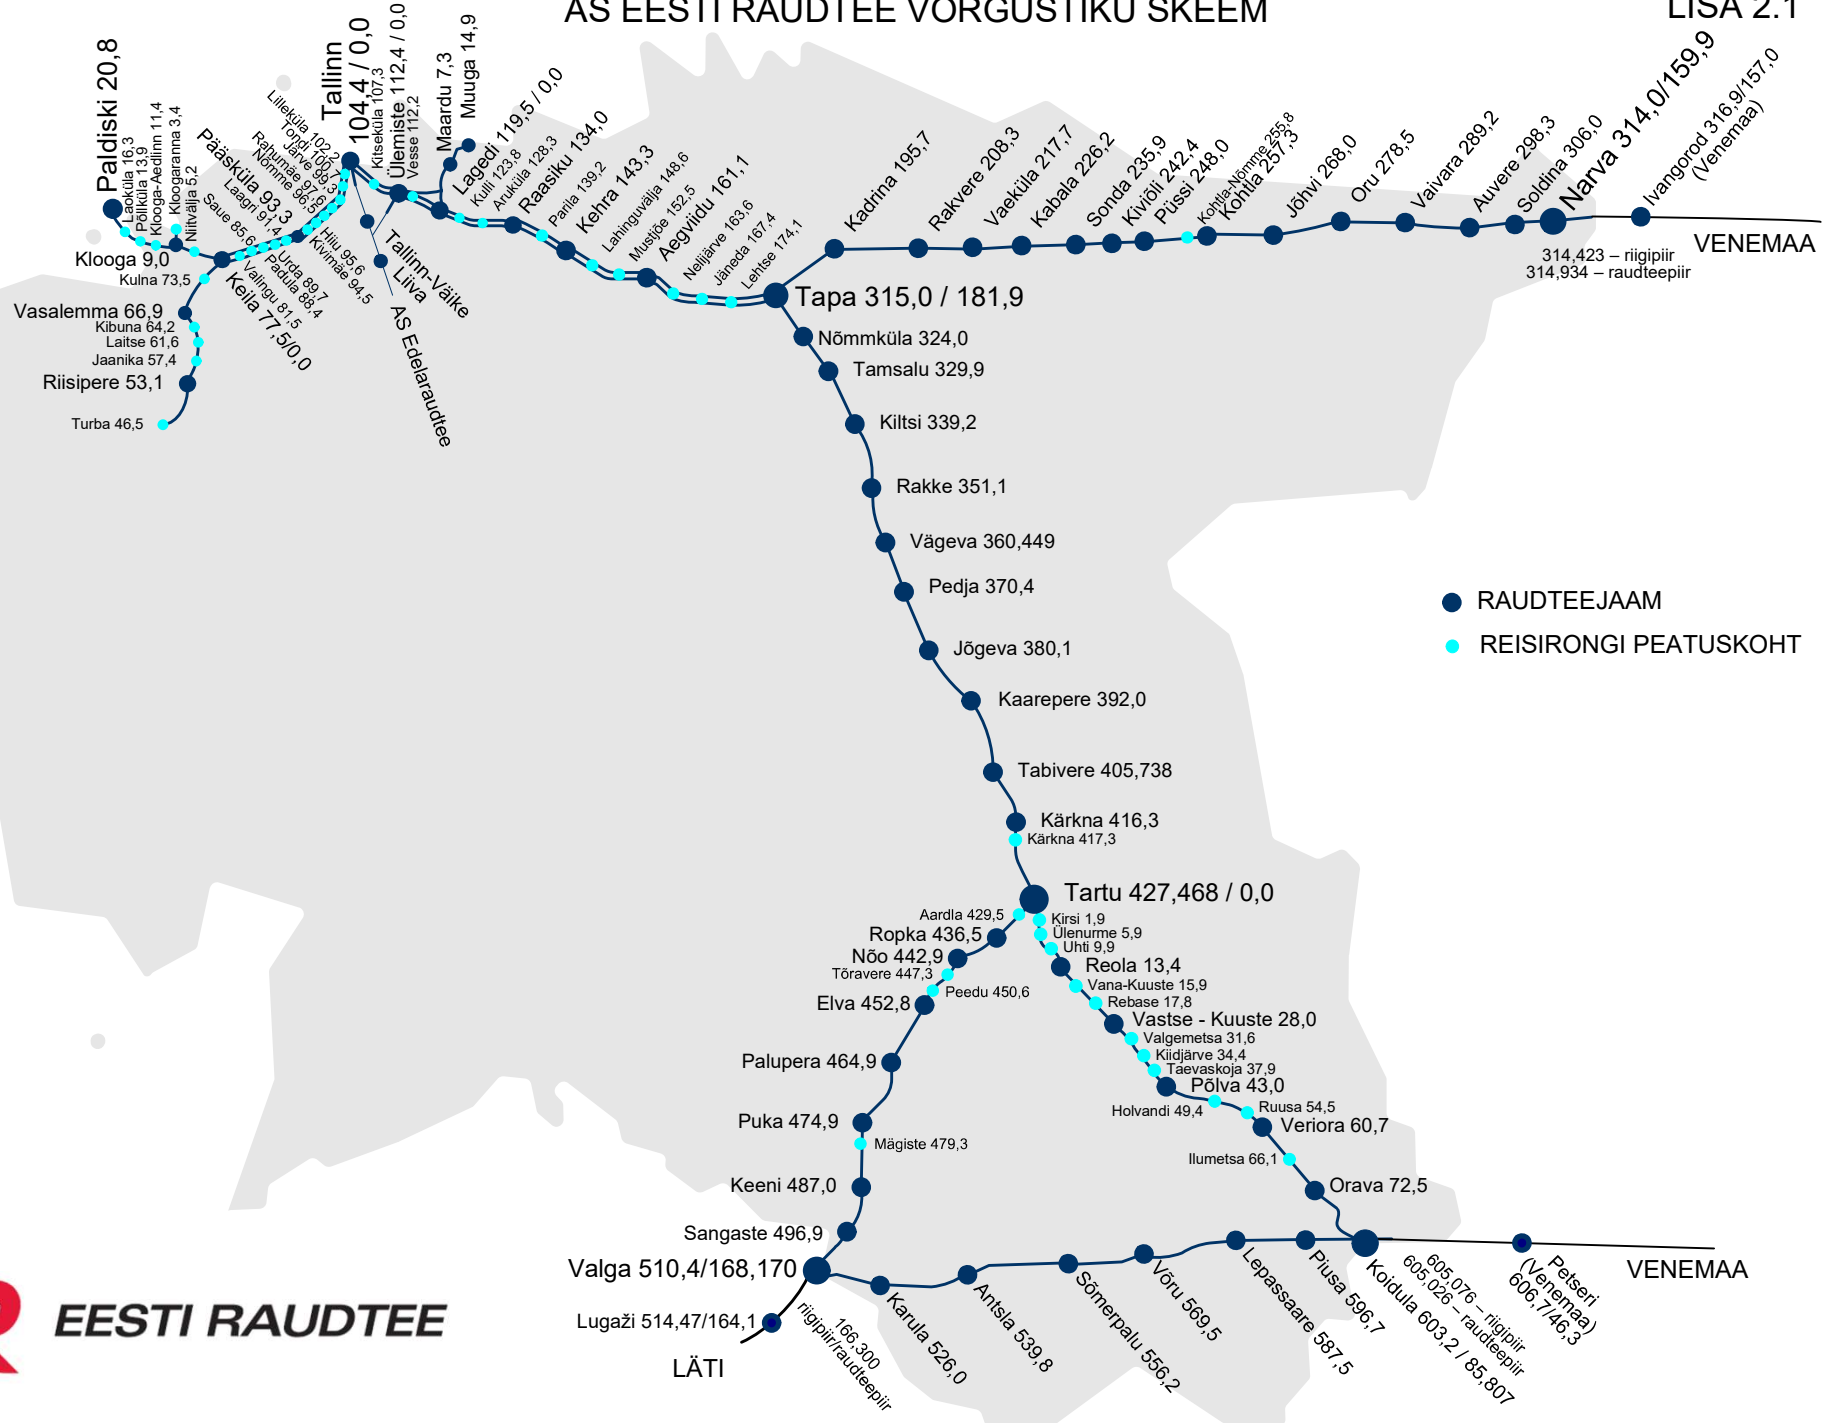 AS EESTI RAUDTEE VÕRGUSTIKU SKEEM
LISA 2.1
Paldiski 20,8
Laoküla 16,3
Põllküla 13,9
Klooga-Aedlinn 11,4
Kloogaranna 3,4
Niitvälja 5,2
Klooga 9,0
Kulna 73,5
Vasalemma 66,9
Kibuna 64,2
Laitse 61,6
Jaanika 57,4
Riisipere 53,1
Turba 46,5
Keila 77,5/0,0
Valingu 81,5
Saue 85,6
Padula 88,4
Urda 89,7
Laagri 91,4
Pääsküla 93,3
Kivimäe 94,5
Hiiu 95,6
Nõmme 96,5
Rahumäe 97,6
Järve 99,3
Tondi 100,7
Lilleküla 102,2
Tallinn
104,4 / 0,0
Kitseküla 107,3
Ülemiste 112,4 / 0,0
Vesse 112,2
Maardu 7,3
Muuga 14,9
Tallinn-Väike
Liiva
AS Edelaraudtee
Lagedi 119,5 / 0,0
Kulli 123,8
Aruküla 128,3
Raasiku 134,0
Parila 139,2
Kehra 143,3
Lahinguvälja 148,6
Mustjõe 152,5
Aegviidu 161,1
Nelijärve 163,6
Jäneda 167,4
Lehtse 174,1
Tapa 315,0 / 181,9
Kadrina 195,7
Rakvere 208,3
Vaeküla 217,7
Kabala 226,2
Sonda 235,9
Kiviõli 242,4
Püssi 248,0
Kohtla-Nõmme 255,8
Kohtla 257,3
Jõhvi 268,0
Oru 278,5
Vaivara 289,2
Auvere 298,3
Soldina 306,0
Narva 314,0/159,9
Ivangorod 316,9/157,0
(Venemaa)
VENEMAA
314,423 – riigipiir
314,934 – raudteepiir
Nõmmküla 324,0
Tamsalu 329,9
Kiltsi 339,2
Rakke 351,1
Vägeva 360,449
Pedja 370,4
Jõgeva 380,1
Kaarepere 392,0
Tabivere 405,738
Kärkna 416,3
Kärkna 417,3
RAUDTEEJAAM
REISIRONGI PEATUSKOHT
Tartu 427,468 / 0,0
Aardla 429,5
Ropka 436,5
Nõo 442,9
Tõravere 447,3
Peedu 450,6
Elva 452,8
Palupera 464,9
Puka 474,9
Mägiste 479,3
Keeni 487,0
Sangaste 496,9
Valga 510,4/168,170
Lugaži 514,47/164,1
LÄTI
166,300
riigipiir/raudteepiir
Kirsi 1,9
Ülenurme 5,9
Uhti 9,9
Reola 13,4
Vana-Kuuste 15,9
Rebase 17,8
Vastse - Kuuste 28,0
Valgemetsa 31,6
Kiidjärve 34,4
Taevaskoja 37,9
Põlva 43,0
Holvandi 49,4
Ruusa 54,5
Veriora 60,7
Ilumetsa 66,1
Orava 72,5
Karula 526,0
Antsla 539,8
Sõmerpalu 556,2
Võru 569,5
Lepassaare 587,5
Piusa 596,7
Koidula 603,2 / 85,807
605,076 – riigipiir
605,026 – raudteepiir
Petseri
(Venemaa)
606,7/46,3
VENEMAA
EESTI RAUDTEE